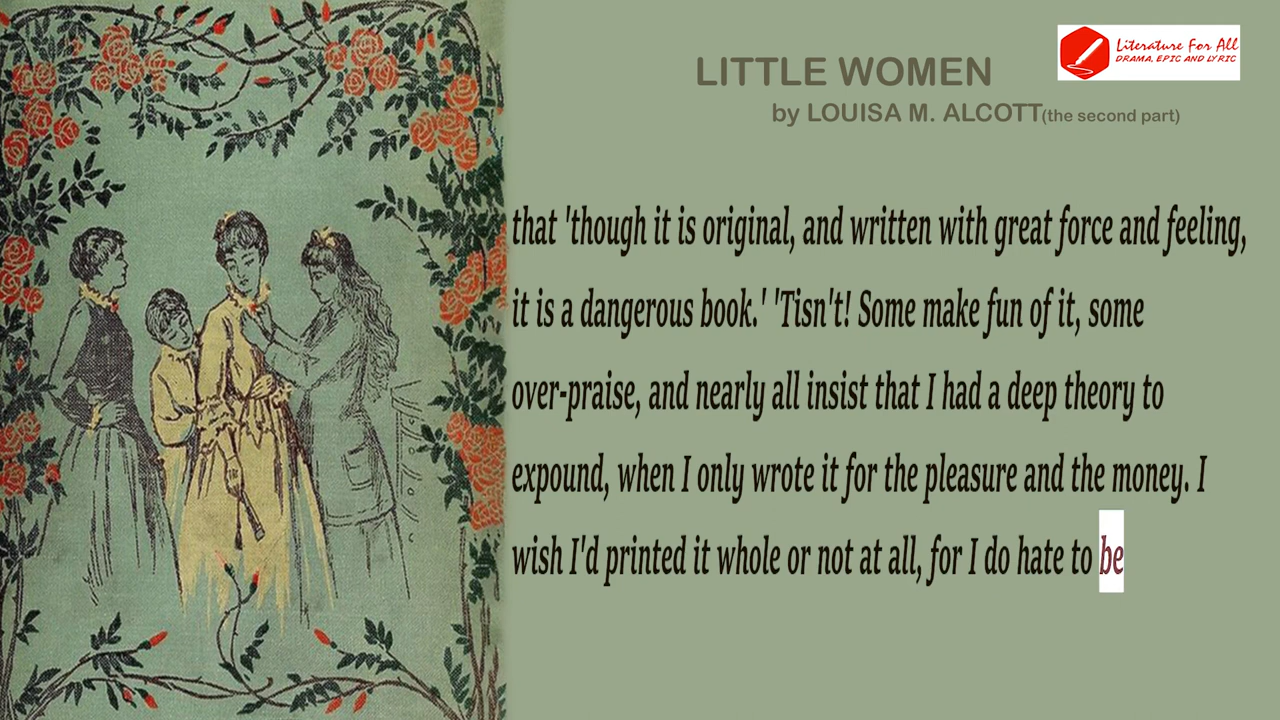 LITTLE WOMEN
by LOUISA M. ALCOTT(the second part)
Literature For All
DRAMA, EPIC AND LYRIC
that 'though it is original, and written with great force and feeling,
it is a dangerous book.' 'Tisn't! Some make fun of it, some
over-praise, and nearly all insist that I had a deep theory to
expound, when I only wrote it for the pleasure and the money. I
wish I'd printed it whole or not at all, for I do hate to be